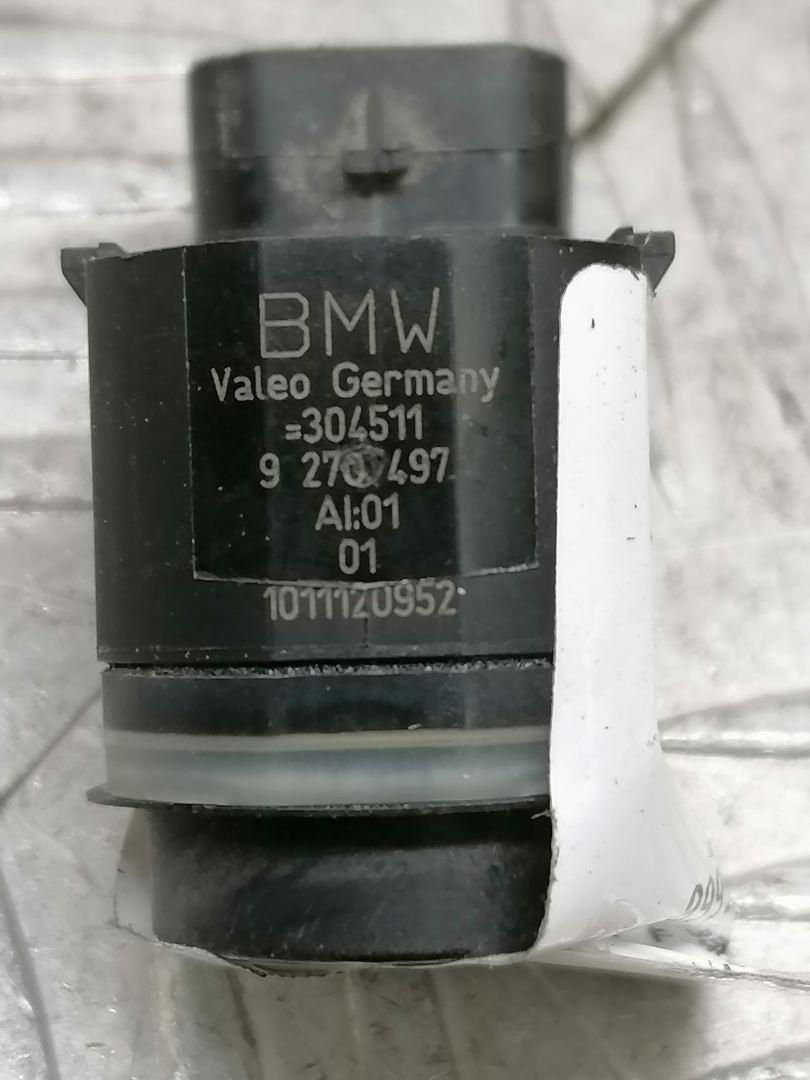 BMW
Valeo Germany
=304511
9 270 497
AI:01
01
1011120952